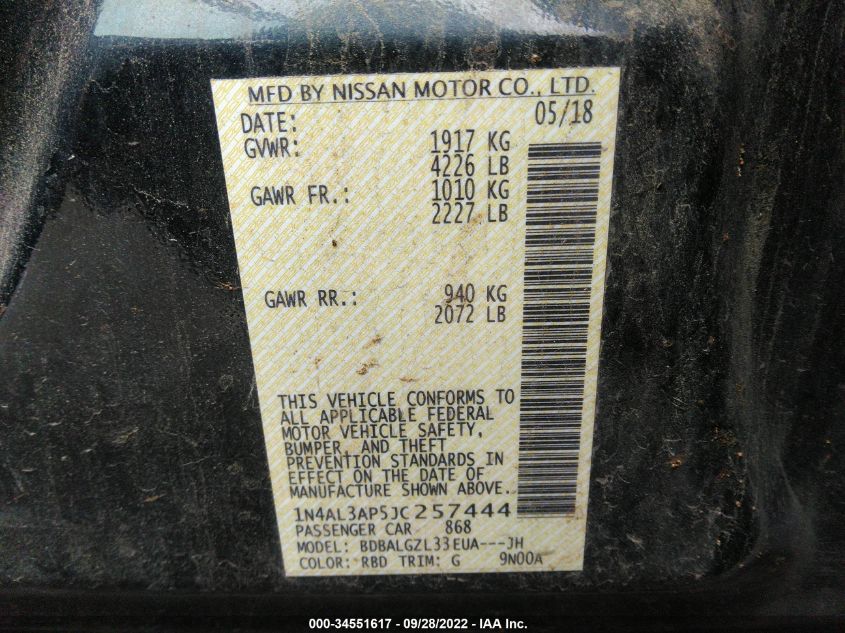 MFD BY NISSAN MOTOR CO., LTD.
DATE: 05/18
GVWR: 1917 KG
4226 LB
GAWR FR.: 1010 KG
2227 LB
GAWR RR.: 940 KG
2072 LB
THIS VEHICLE CONFORMS TO
ALL APPLICABLE FEDERAL
MOTOR VEHICLE SAFETY,
BUMPER, AND THEFT
PREVENTION STANDARDS IN
EFFECT ON THE DATE OF
MANUFACTURE SHOWN ABOVE.
1N4AL3AP5JC257444
PASSENGER CAR 868
MODEL: BDBALGZL33EUA---JH
COLOR: RBD TRIM: G 9N00A
000-34551617 - 09/28/2022 - IAA Inc.